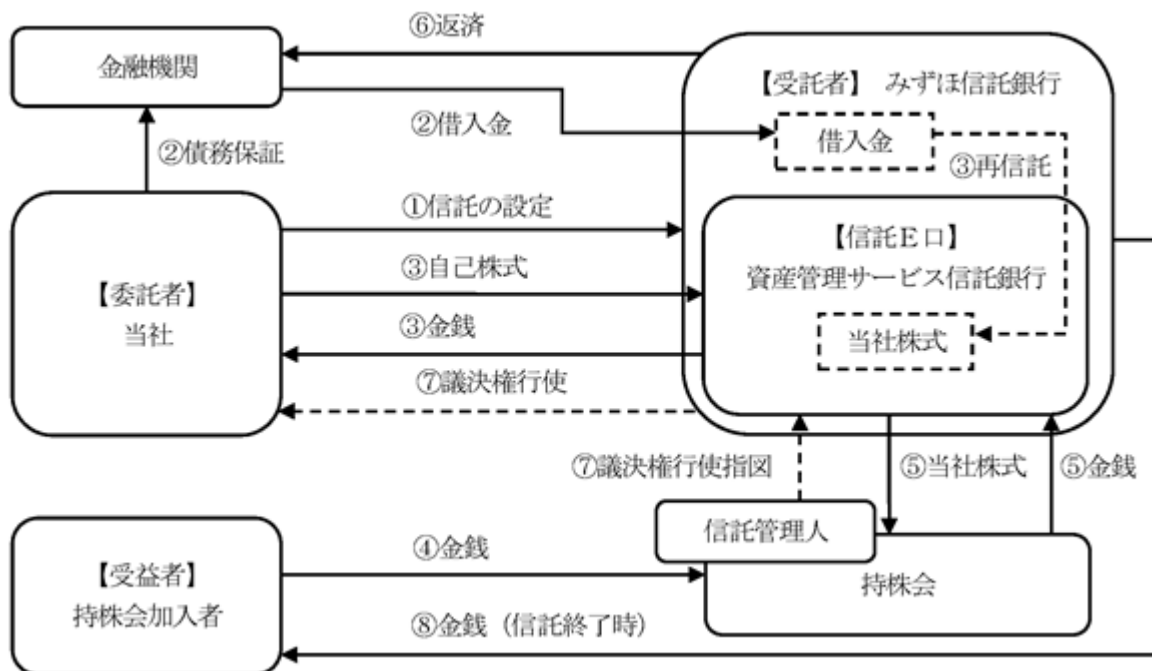 ⑥返済
金融機関
【受託者】 みずほ信託銀行
②借入金
借入金
②債務保証
③再信託
①信託の設定
【信託E口】
③自己株式
資産管理サービス信託銀行
【委託者】
当社
③金銭
当社株式
⑦議決権行使
⑦議決権行使指図
⑤当社株式
⑤金銭
信託管理人
④金銭
【受益者】
持株会加入者
持株会
⑧金銭（信託終了時）